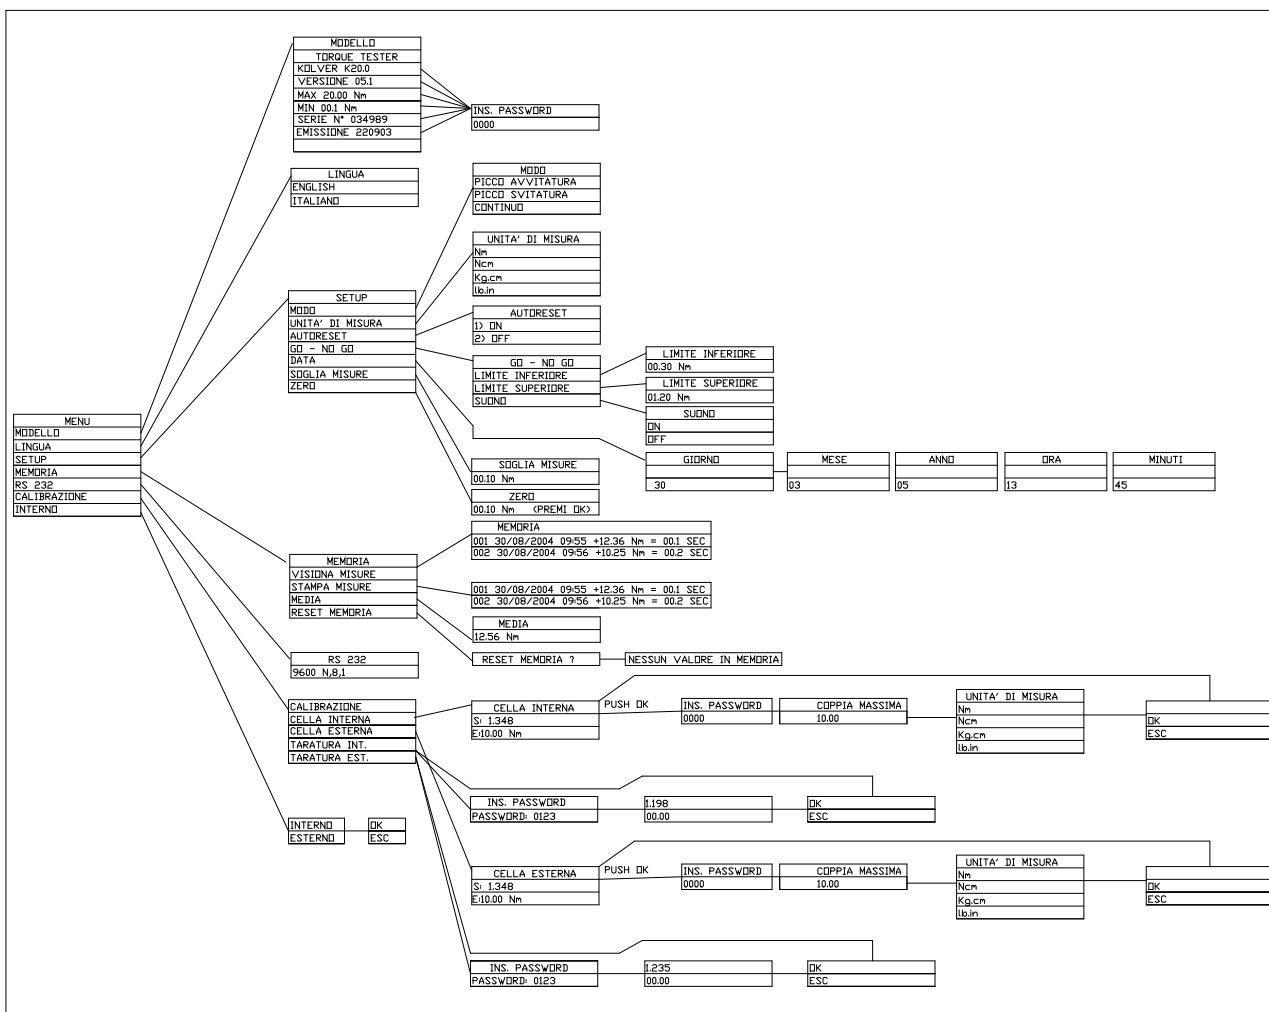 MODELLO
TORQUE TESTER
KOLVER K20.0
VERSIONE 05.1
MAX 20.00 Nm
MIN 00.1 Nm
SERIE N° 034989
EMISSIONE 220903
INS. PASSWORD
0000
LINGUA
ENGLISH
ITALIANO
MODO
PICCO AVVITATURA
PICCO SVITATURA
CONTINUO
UNITA' DI MISURA
Nm
Ncm
Kg.cm
lb.in
SETUP
MODO
UNITA' DI MISURA
AUTORESET
GO - NO GO
DATA
SOGLIA MISURE
ZERO
AUTORESET
1) ON
2) OFF
GO - NO GO
LIMITE INFERIORE
LIMITE SUPERIORE
SUONO
LIMITE INFERIORE
00.30 Nm
LIMITE SUPERIORE
01.20 Nm
SUONO
ON
OFF
MENU
MODELLO
LINGUA
SETUP
MEMORIA
RS 232
CALIBRAZIONE
INTERNO
GIORNO
30
MESE
03
ANNO
05
ORA
13
MINUTI
45
SOGLIA MISURE
00.10 Nm
ZERO
00.10 Nm (PREMI OK)
MEMORIA
VISIONA MISURE
STAMPA MISURE
MEDIA
RESET MEMORIA
MEMORIA
001 30/08/2004 09:55 +12.36 Nm = 00.1 SEC
002 30/08/2004 09:56 +10.25 Nm = 00.2 SEC
001 30/08/2004 09:55 +12.36 Nm = 00.1 SEC
002 30/08/2004 09:56 +10.25 Nm = 00.2 SEC
MEDIA
12.56 Nm
RESET MEMORIA ?
NESSUN VALORE IN MEMORIA
RS 232
9600 N,8,1
CALIBRAZIONE
CELLA INTERNA
CELLA ESTERNA
TARATURA INT.
TARATURA EST.
CELLA INTERNA
S: 1.348
E:10.00 Nm
PUSH OK
INS. PASSWORD
0000
COPPIA MASSIMA
10.00
UNITA' DI MISURA
Nm
Ncm
Kg.cm
lb.in
OK
ESC
INS. PASSWORD
PASSWORD: 0123
1.198
00.00
OK
ESC
INTERNO
ESTERNO
OK
ESC
CELLA ESTERNA
S: 1.348
E:10.00 Nm
PUSH OK
INS. PASSWORD
0000
COPPIA MASSIMA
10.00
UNITA' DI MISURA
Nm
Ncm
Kg.cm
lb.in
OK
ESC
INS. PASSWORD
PASSWORD: 0123
1.235
00.00
OK
ESC